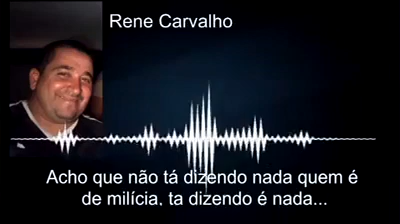 Rene Carvalho
Acho que não tá dizendo nada quem é
de milícia, ta dizendo é nada...